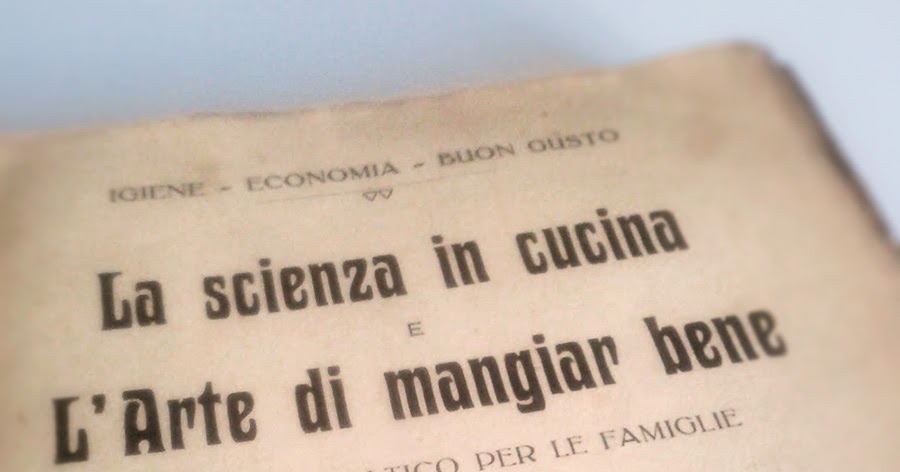 IGIENE - ECONOMIA - BUON GUSTO
La scienza in cucina
E
L'Arte di mangiar bene
PER LE FAMIGLIE